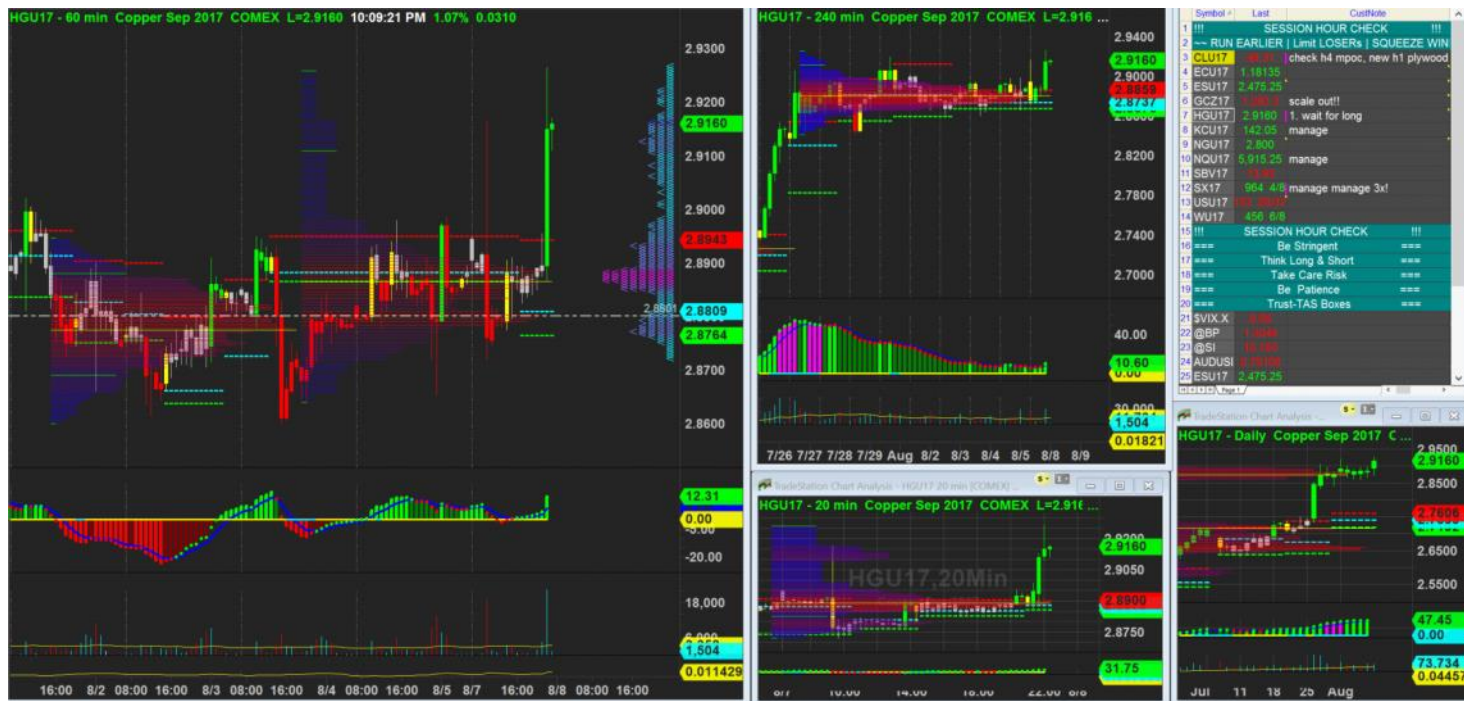 HGU17 - 60 min Copper Sep 2017 COMEX L=2.9160 10:09:21 PM 1.07% 0.0310
2.9300
2.9200
2.9160
2.9100
2.9000
2.8943
2.8900
2.8801
2.8809
2.8764
2.8700
2.8600
12.31
0.00
-5.00
-20.00
18,000
1,504
0.011429
16:00 8/2 08:00 16:00 8/3 08:00 16:00 8/4 08:00 16:00 8/5 8/7 16:00 8/8 08:00 16:00
HGU17 - 240 min Copper Sep 2017 COMEX L=2.916 ...
2.9400
2.9160
2.9000
2.8859
2.8737
2.8200
2.7800
2.7400
2.7000
40.00
10.60
0.00
1,504
0.01821
7/26 7/27 7/28 7/29 Aug 8/2 8/3 8/4 8/5 8/8 8/9
TradeStation Chart Analysis - HGU17 20 min [COMEX]
HGU17 - 20 min Copper Sep 2017 COMEX L=2.916 ...
HGU17,20Min
2.9200
2.9160
2.9050
2.8900
2.8750
31.75
8/7 10:00 14:00 18:00 22:00 8/8
Symbol Last CustNote
1 !!! SESSION HOUR CHECK !!!
2 ~~ RUN EARLIER | Limit LOSERs | SQUEEZE WIN
3 CLU17 check h4 mpoc, new h1 plywood
4 ECU17 1.18135
5 ESU17 2,475.25
6 GCZ17 scale out!!
7 HGU17 2.9160 1. wait for long
8 KCU17 142.05 manage
9 NGU17 2.800
10 NQU17 5,915.25 manage
11 SBV17
12 SX17 964 4/8 manage manage 3x!
13 USU17
14 WU17 456 6/8
15 !!! SESSION HOUR CHECK !!!
16 === Be Stringent ===
17 === Think Long & Short ===
18 === Take Care Risk ===
19 === Be Patience ===
20 === Trust-TAS Boxes ===
21 $VIX.X
22 @BP
23 @SI
24 AUDUSI
25 ESU17 2,475.25
Page 1
TradeStation Chart Analysis - ...
HGU17 - Daily Copper Sep 2017 C ...
2.9500
2.9160
2.8500
2.7606
2.6500
2.5500
47.45
0.00
73,734
0.04457
Jul 11 18 25 Aug